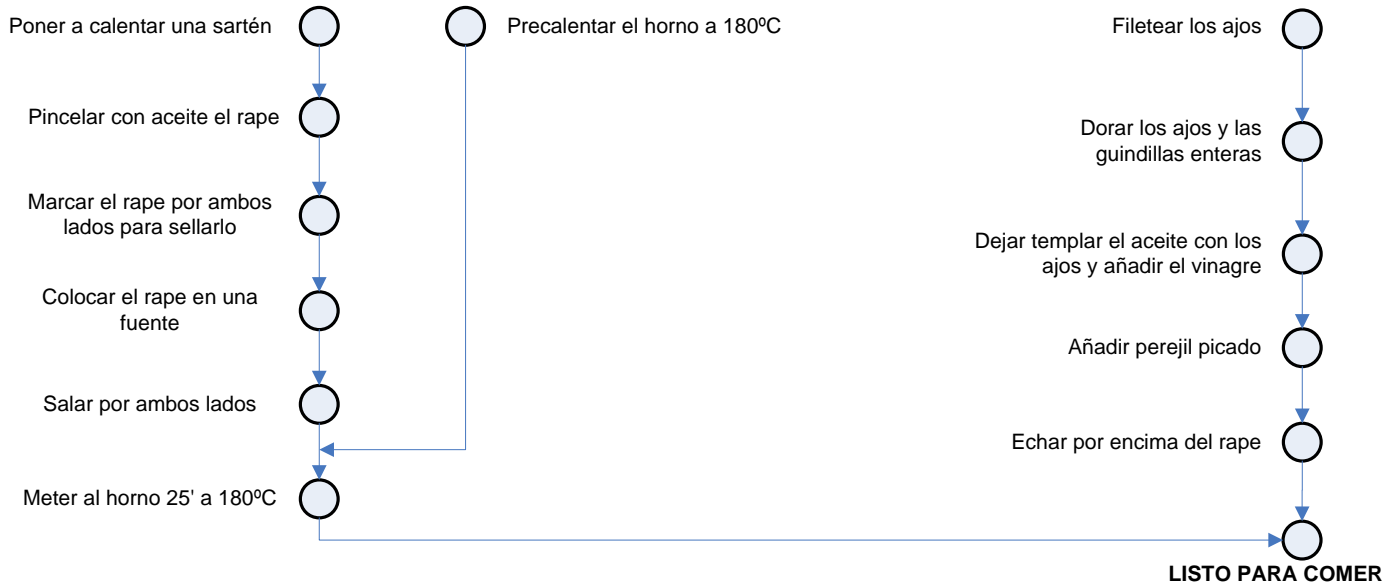 Poner a calentar una sartén
Pincelar con aceite el rape
Marcar el rape por ambos
lados para sellarlo
Colocar el rape en una
fuente
Salar por ambos lados
Meter al horno 25' a 180ºC
Precalentar el horno a 180ºC
Filetear los ajos
Dorar los ajos y las
guindillas enteras
Dejar templar el aceite con los
ajos y añadir el vinagre
Añadir perejil picado
Echar por encima del rape
LISTO PARA COMER